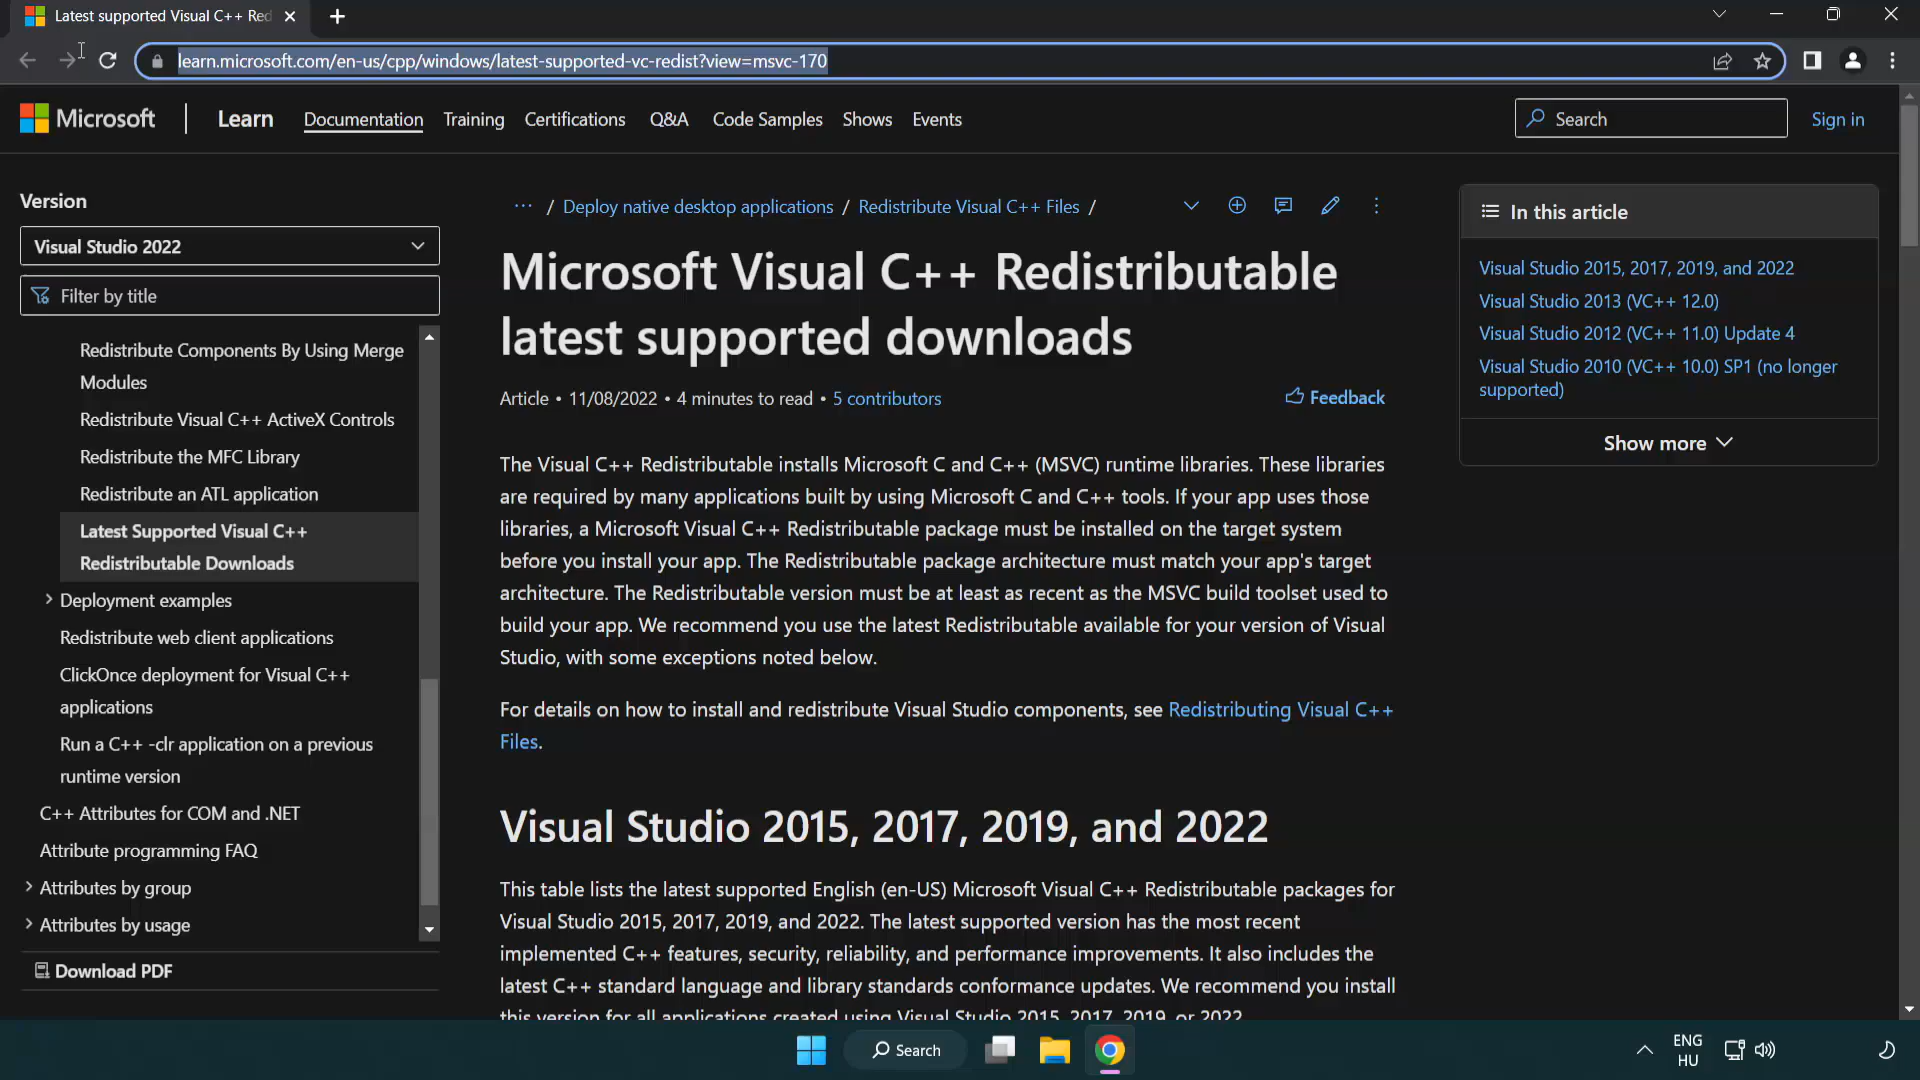 Latest supported Visual C++ Red
learn.microsoft.com/en-us/cpp/windows/latest-supported-vc-redist?view=msvc-170
Microsoft
Learn
Documentation
Training
Certifications
Q&A
Code Samples
Shows
Events
Search
Sign in
Version
Visual Studio 2022
Filter by title
Redistribute Components By Using Merge
Modules
Redistribute Visual C++ ActiveX Controls
Redistribute the MFC Library
Redistribute an ATL application
Latest Supported Visual C++
Redistributable Downloads
Deployment examples
Redistribute web client applications
ClickOnce deployment for Visual C++
applications
Run a C++ -clr application on a previous
runtime version
C++ Attributes for COM and .NET
Attribute programming FAQ
Attributes by group
Attributes by usage
Download PDF
... / Deploy native desktop applications / Redistribute Visual C++ Files /
Microsoft Visual C++ Redistributable
latest supported downloads
Article • 11/08/2022 • 4 minutes to read • 5 contributors
Feedback
The Visual C++ Redistributable installs Microsoft C and C++ (MSVC) runtime libraries. These libraries
are required by many applications built by using Microsoft C and C++ tools. If your app uses those
libraries, a Microsoft Visual C++ Redistributable package must be installed on the target system
before you install your app. The Redistributable package architecture must match your app's target
architecture. The Redistributable version must be at least as recent as the MSVC build toolset used to
build your app. We recommend you use the latest Redistributable available for your version of Visual
Studio, with some exceptions noted below.
For details on how to install and redistribute Visual Studio components, see Redistributing Visual C++
Files.
Visual Studio 2015, 2017, 2019, and 2022
This table lists the latest supported English (en-US) Microsoft Visual C++ Redistributable packages for
Visual Studio 2015, 2017, 2019, and 2022. The latest supported version has the most recent
implemented C++ features, security, reliability, and performance improvements. It also includes the
latest C++ standard language and library standards conformance updates. We recommend you install
this version for all applications created using Visual Studio 2015, 2017, 2019, or 2022.
In this article
Visual Studio 2015, 2017, 2019, and 2022
Visual Studio 2013 (VC++ 12.0)
Visual Studio 2012 (VC++ 11.0) Update 4
Visual Studio 2010 (VC++ 10.0) SP1 (no longer
supported)
Show more
Search
ENG
HU